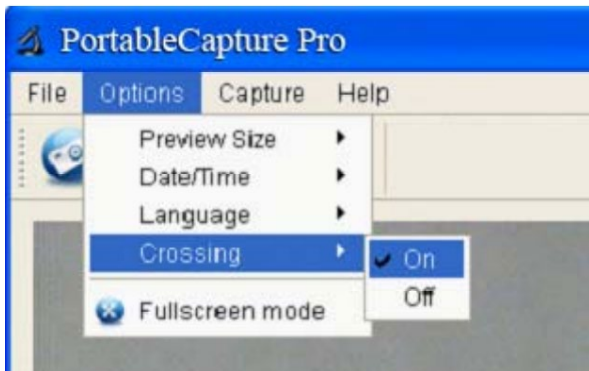 PortableCapture Pro
File Options Capture Help
Preview Size
Date/Time
Language
Crossing
On
Off
Fullscreen mode